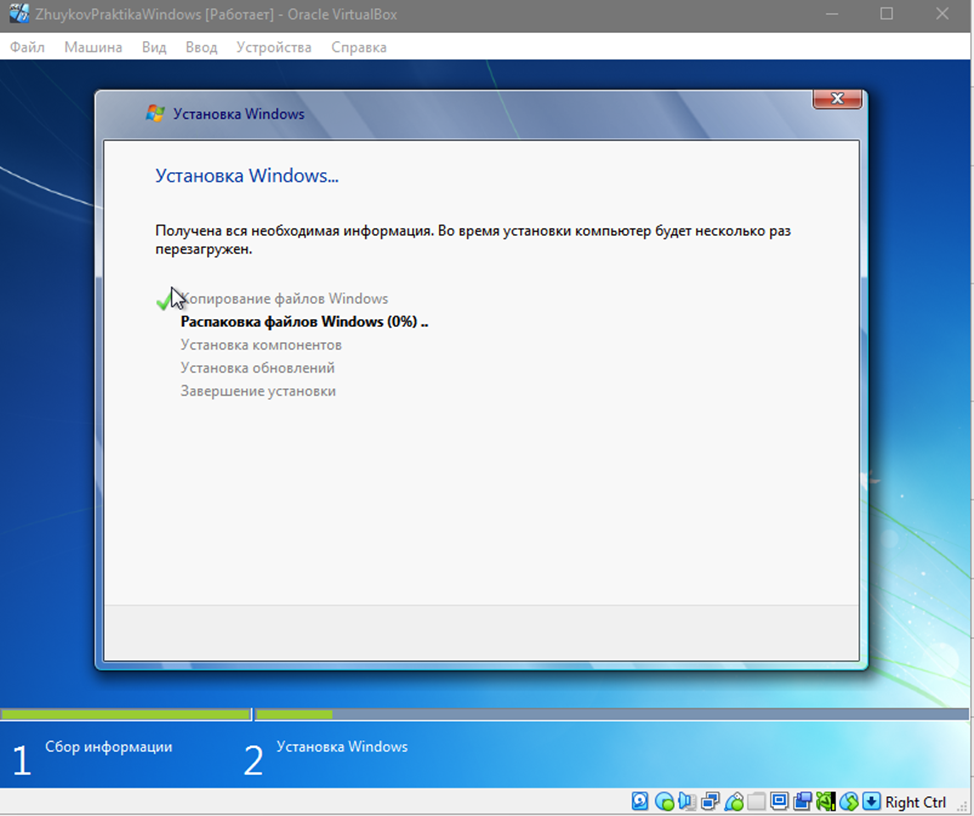 ZhuykovPraktikaWindows [Работает] - Oracle VirtualBox
Файл Машина Вид Ввод Устройства Справка
Установка Windows
Установка Windows...
Получена вся необходимая информация. Во время установки компьютер будет несколько раз
перезагружен.
Копирование файлов Windows
Распаковка файлов Windows (0%) ..
Установка компонентов
Установка обновлений
Завершение установки
1 Сбор информации 2 Установка Windows
Right Ctrl